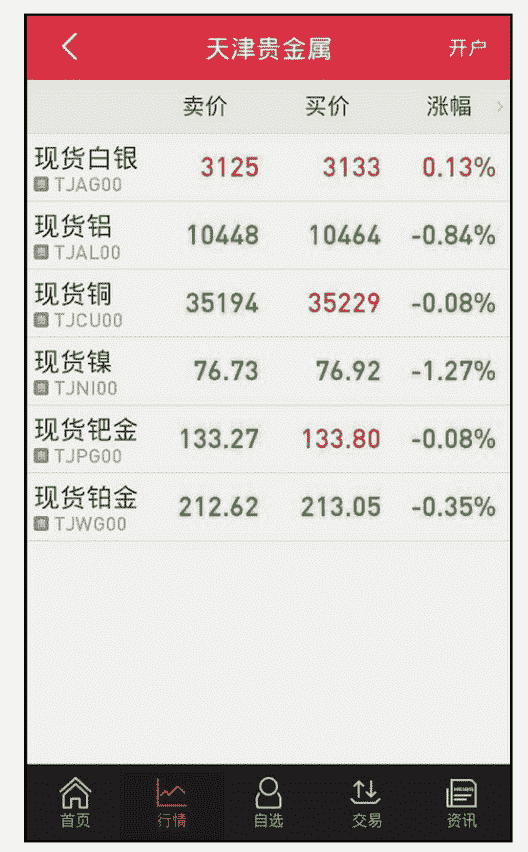 天津贵金属 开户
卖价 买价 涨幅
现货白银 3125 3133 0.13%
TJAG00
现货铝 10448 10464 -0.84%
TJAL00
现货铜 35194 35229 -0.08%
TJCU00
现货镍 76.73 76.92 -1.27%
TJNI00
现货钯金 133.27 133.80 -0.08%
TJPG00
现货铂金 212.62 213.05 -0.35%
TJWG00
首页 行情 自选 交易 资讯